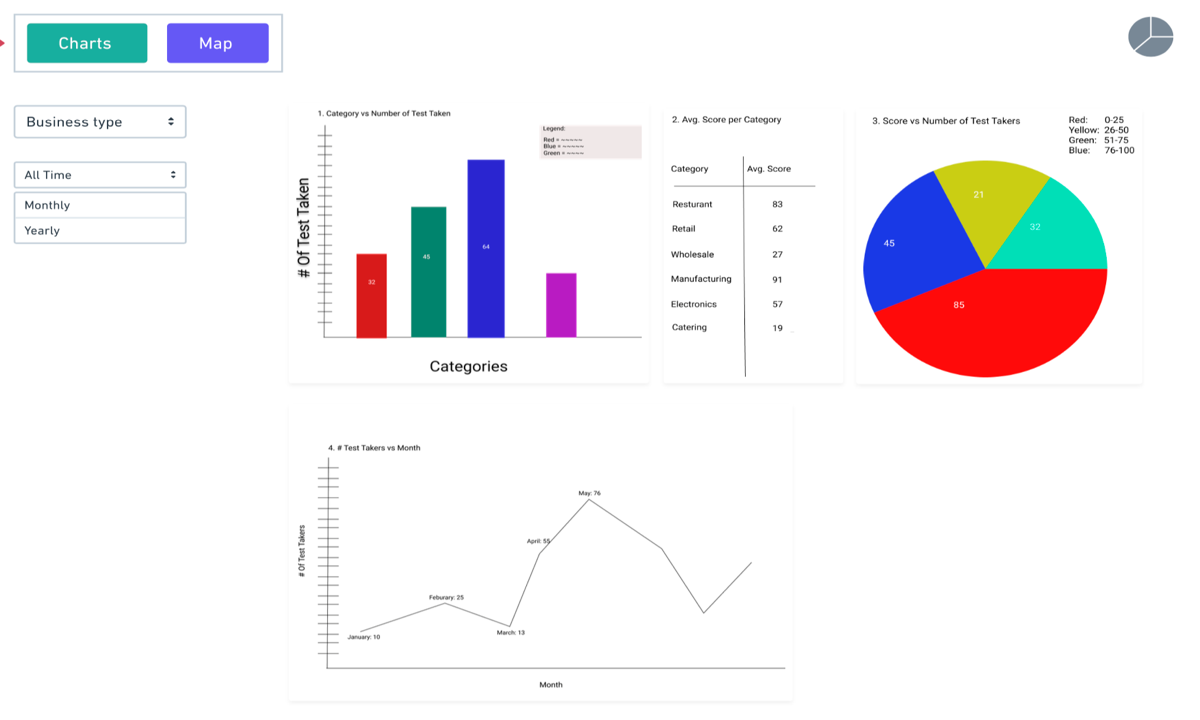 Charts
Map
Business type
All Time
Monthly
Yearly
1. Category vs Number of Test Taken
Legend:
Red = ~~~~~
Blue = ~~~~~
Green = ~~~~
# Of Test Taken
32
45
64
Categories
2. Avg. Score per Category
Category Avg. Score
Resturant 83
Retail 62
Wholesale 27
Manufacturing 91
Electronics 57
Catering 19
3. Score vs Number of Test Takers
Red: 0-25
Yellow: 26-50
Green: 51-75
Blue: 76-100
21
32
45
85
4. # Test Takers vs Month
# Of Test Takers
May: 76
April: 55
Feburary: 25
March: 13
January: 10
Month